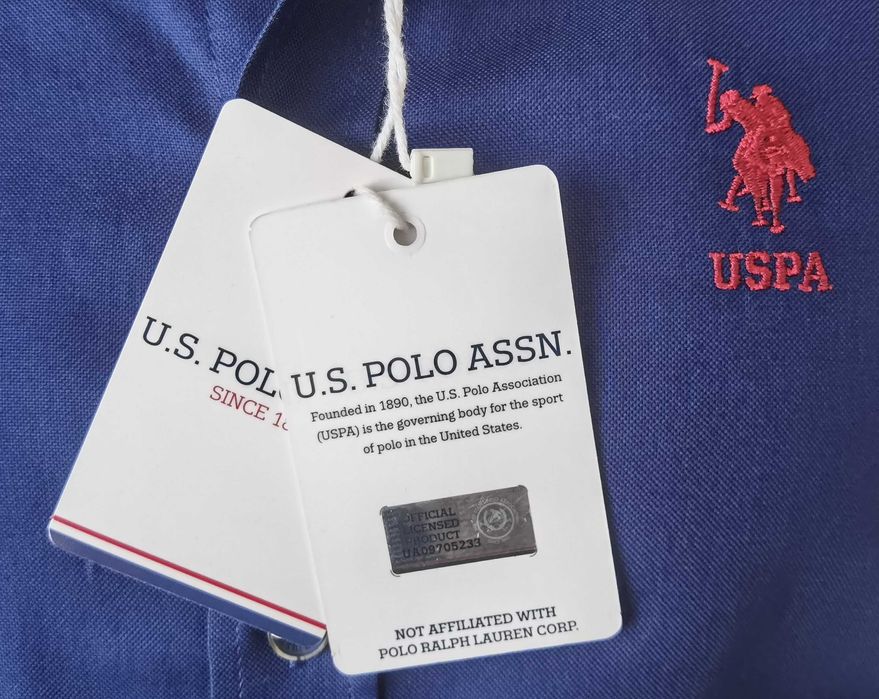 USPA
U.S. POL
SINCE 18
U.S. POLO ASSN.
Founded in 1890, the U.S. Polo Association
(USPA) is the governing body for the sport
of polo in the United States.
OFFICIAL
LICENSED
PRODUCT
UA09705233
NOT AFFILIATED WITH
POLO RALPH LAUREN CORP.